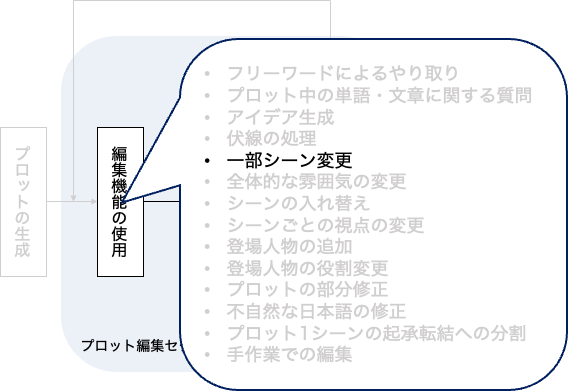 プロットの生成
編集機能の使用
プロット編集セ
• フリーワードによるやり取り
• プロット中の単語・文章に関する質問
• アイデア生成
• 伏線の処理
• 一部シーン変更
• 全体的な雰囲気の変更
• シーンの入れ替え
• シーンごとの視点の変更
• 登場人物の追加
• 登場人物の役割変更
• プロットの部分修正
• 不自然な日本語の修正
• プロット1シーンの起承転結への分割
• 手作業での編集